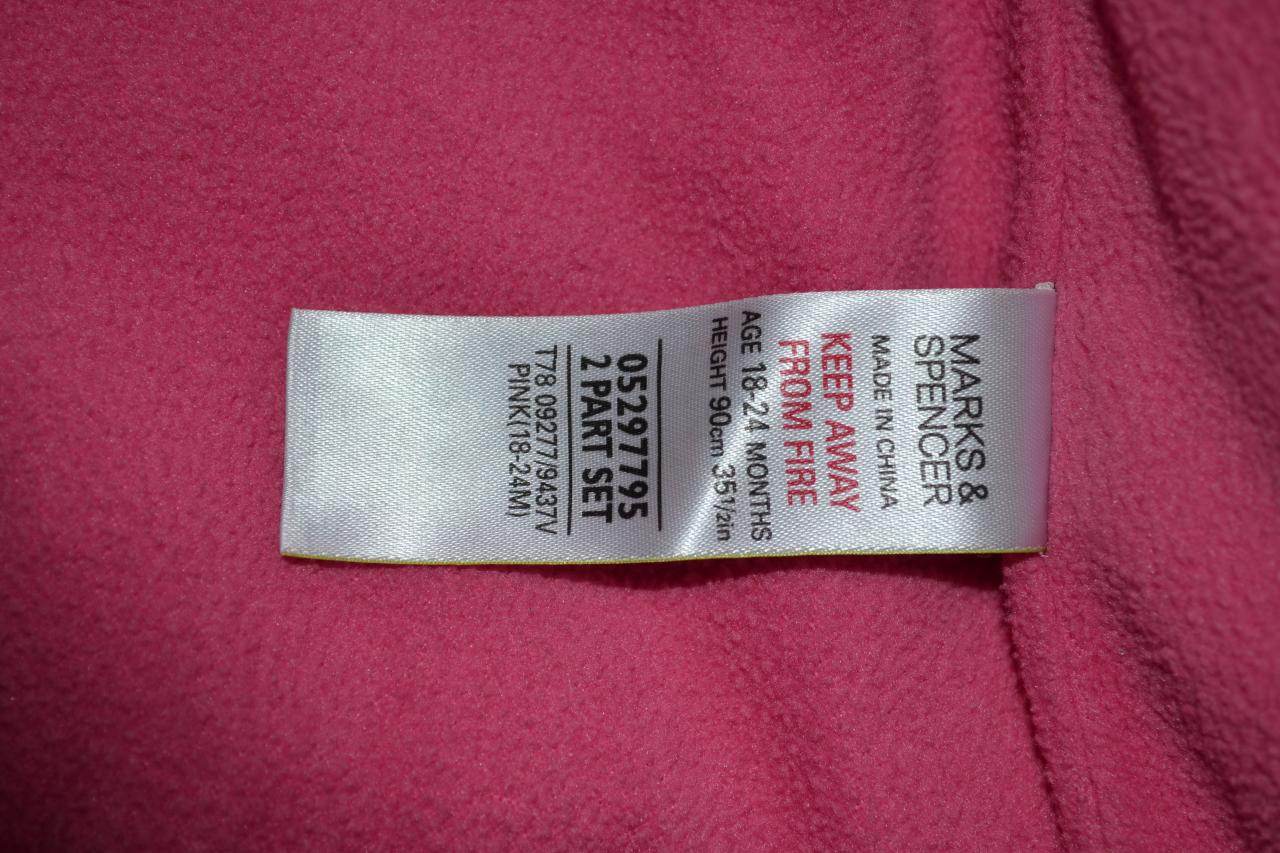 MARKS &
SPENCER
MADE IN CHINA
KEEP AWAY
FROM FIRE
AGE 18-24 MONTHS
HEIGHT 90cm 351/2in
05297795
2 PART SET
T78 09277/9437V
PINK(18-24M)